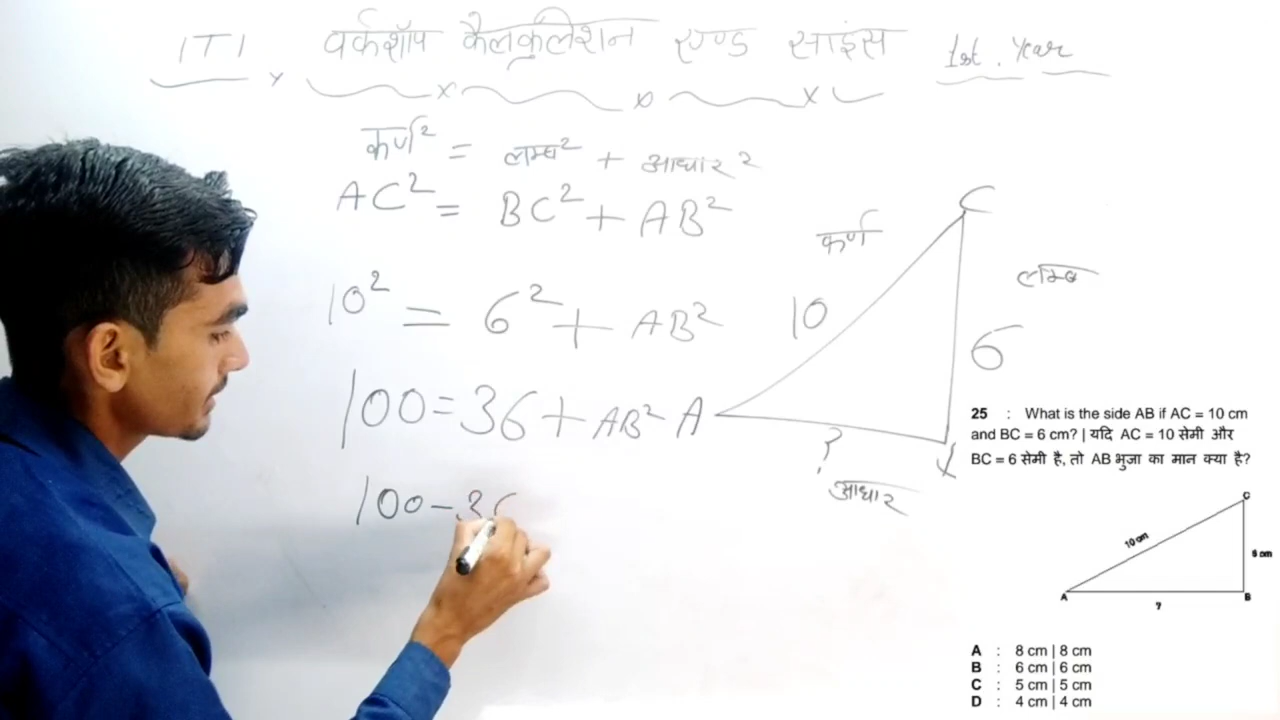 ITI वर्कशॉप कैलकुलेशन एण्ड साइंस 1st. Year
कर्ण² = लम्ब² + आधार²
AC² = BC² + AB²
10² = 6² + AB²
100 = 36 + AB²
100 - 36
C
कर्ण
लम्बि
10
6
A
?
आधार
25 : What is the side AB if AC = 10 cm
and BC = 6 cm? | यदि AC = 10 सेमी और
BC = 6 सेमी है, तो AB भुजा का मान क्या है?
C
10 cm
6 cm
A
B
?
A : 8 cm | 8 cm
B : 6 cm | 6 cm
C : 5 cm | 5 cm
D : 4 cm | 4 cm